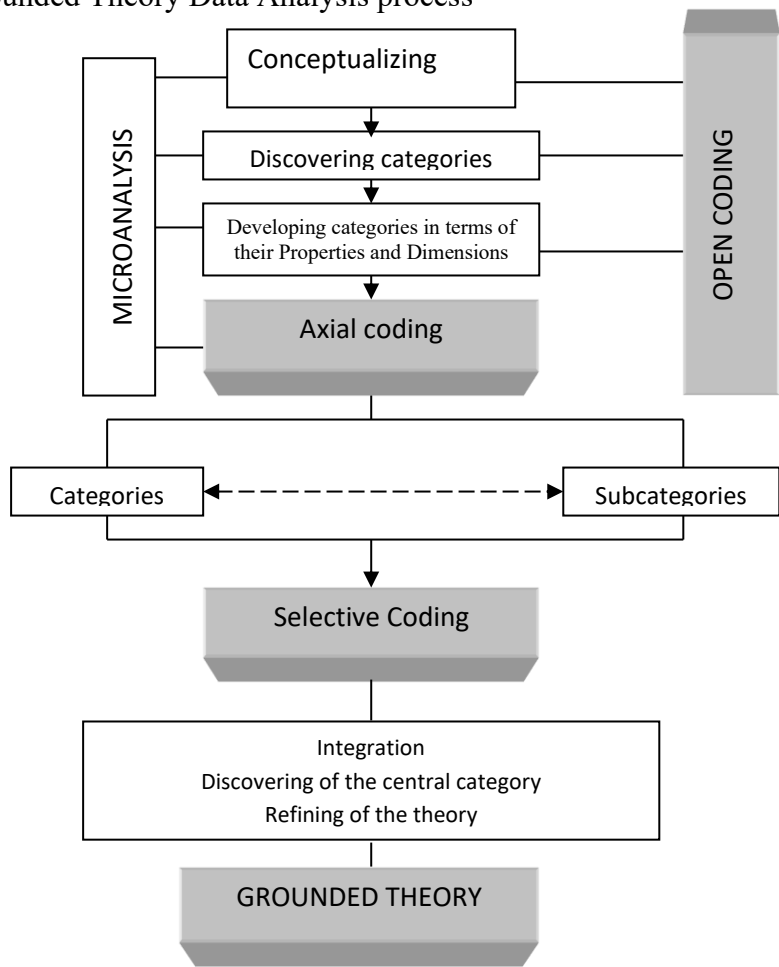 unded Theory Data Analysis process
Conceptualizing
MICROANALYSIS
OPEN CODING
Discovering categories
Developing categories in terms of
their Properties and Dimensions
Axial coding
Categories
Subcategories
Selective Coding
Integration
Discovering of the central category
Refining of the theory
GROUNDED THEORY